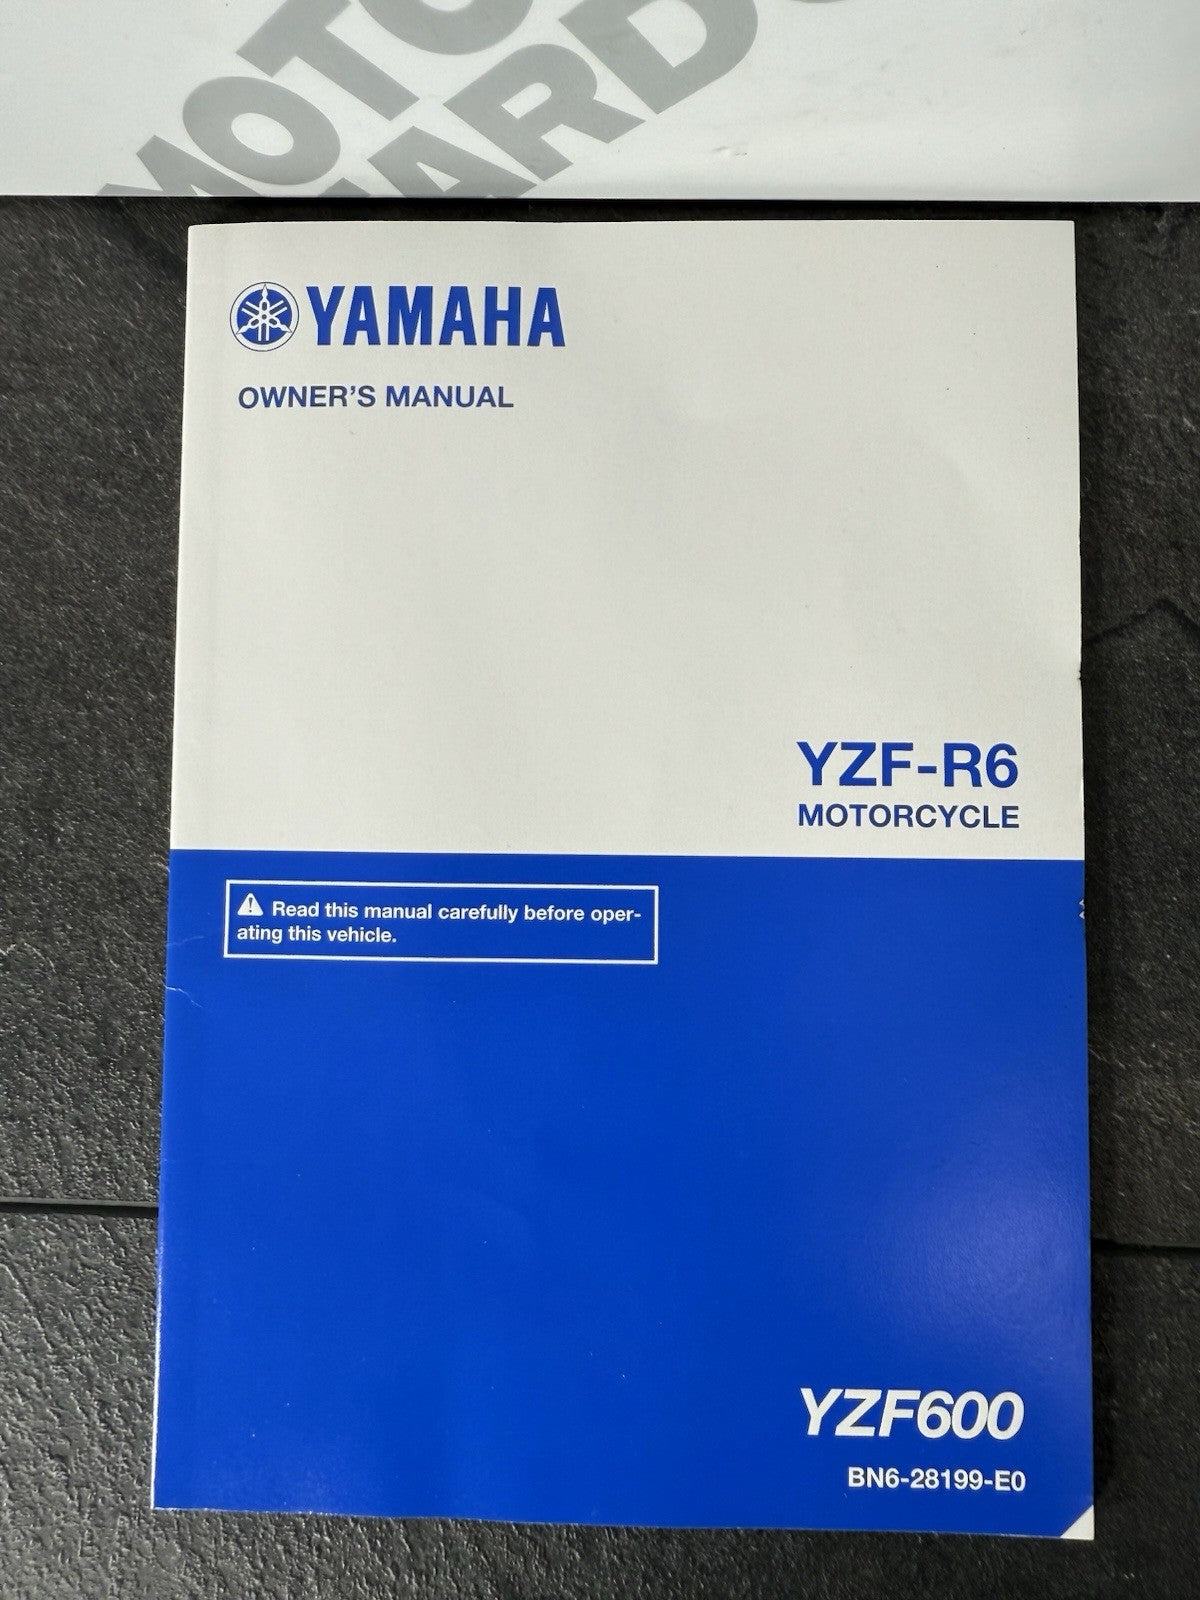 YAMAHA
OWNER'S MANUAL
YZF-R6
MOTORCYCLE
Read this manual carefully before oper-
ating this vehicle.
YZF600
BN6-28199-E0